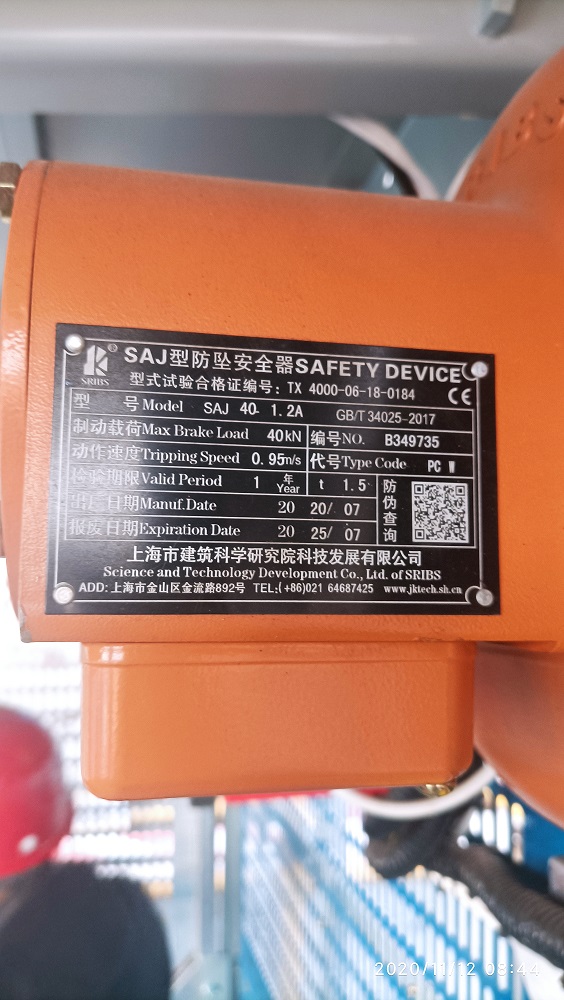 SRIBS
®
SAJ型防坠安全器SAFETY DEVICE
型式试验合格证编号: TX 4000-06-18-0184
CE
型 号Model SAJ 40- 1.2A GB/T 34025-2017
制动载荷Max Brake Load 40kN 编号NO. B349735
动作速度Tripping Speed 0.95m/s 代号Type Code PC W
检验期限Valid Period 1 年Year t 1.5
出厂日期Manuf.Date 20 20/ 07
报废日期Expiration Date 20 25/ 07
防伪查询
上海市建筑科学研究院科技发展有限公司
Science and Technology Development Co., Ltd. of SRIBS
ADD: 上海市金山区金流路892号 TEL:(+86)021 64687425 www.jktech.sh.cn
2020/11/12 08:44